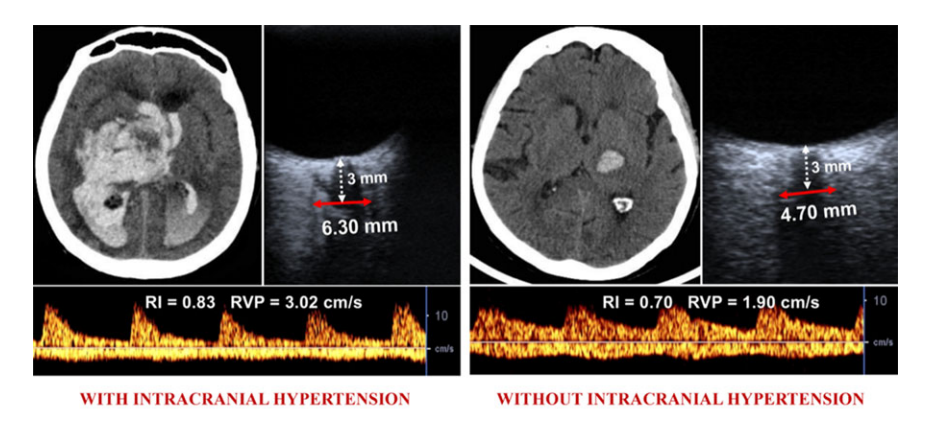 3 mm
6.30 mm
3 mm
4.70 mm
RI = 0.83 RVP = 3.02 cm/s
10
cm/s
RI = 0.70 RVP = 1.90 cm/s
10
cm/s
WITH INTRACRANIAL HYPERTENSION
WITHOUT INTRACRANIAL HYPERTENSION